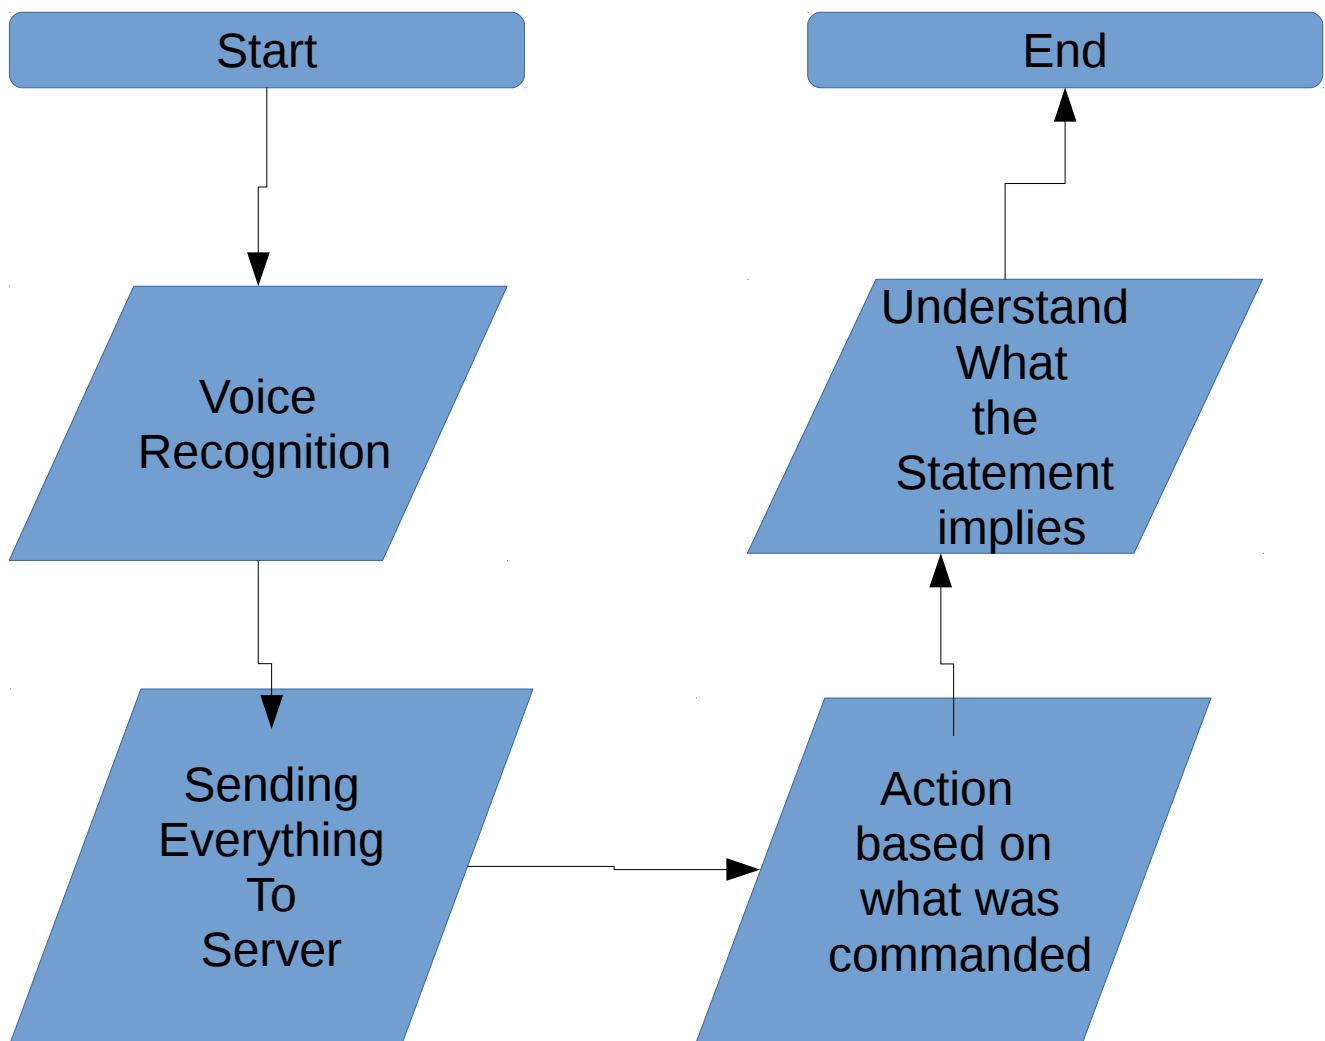 Start
Voice
Recognition
Sending
Everything
To
Server
Action
based on
what was
commanded
Understand
What
the
Statement
implies
End